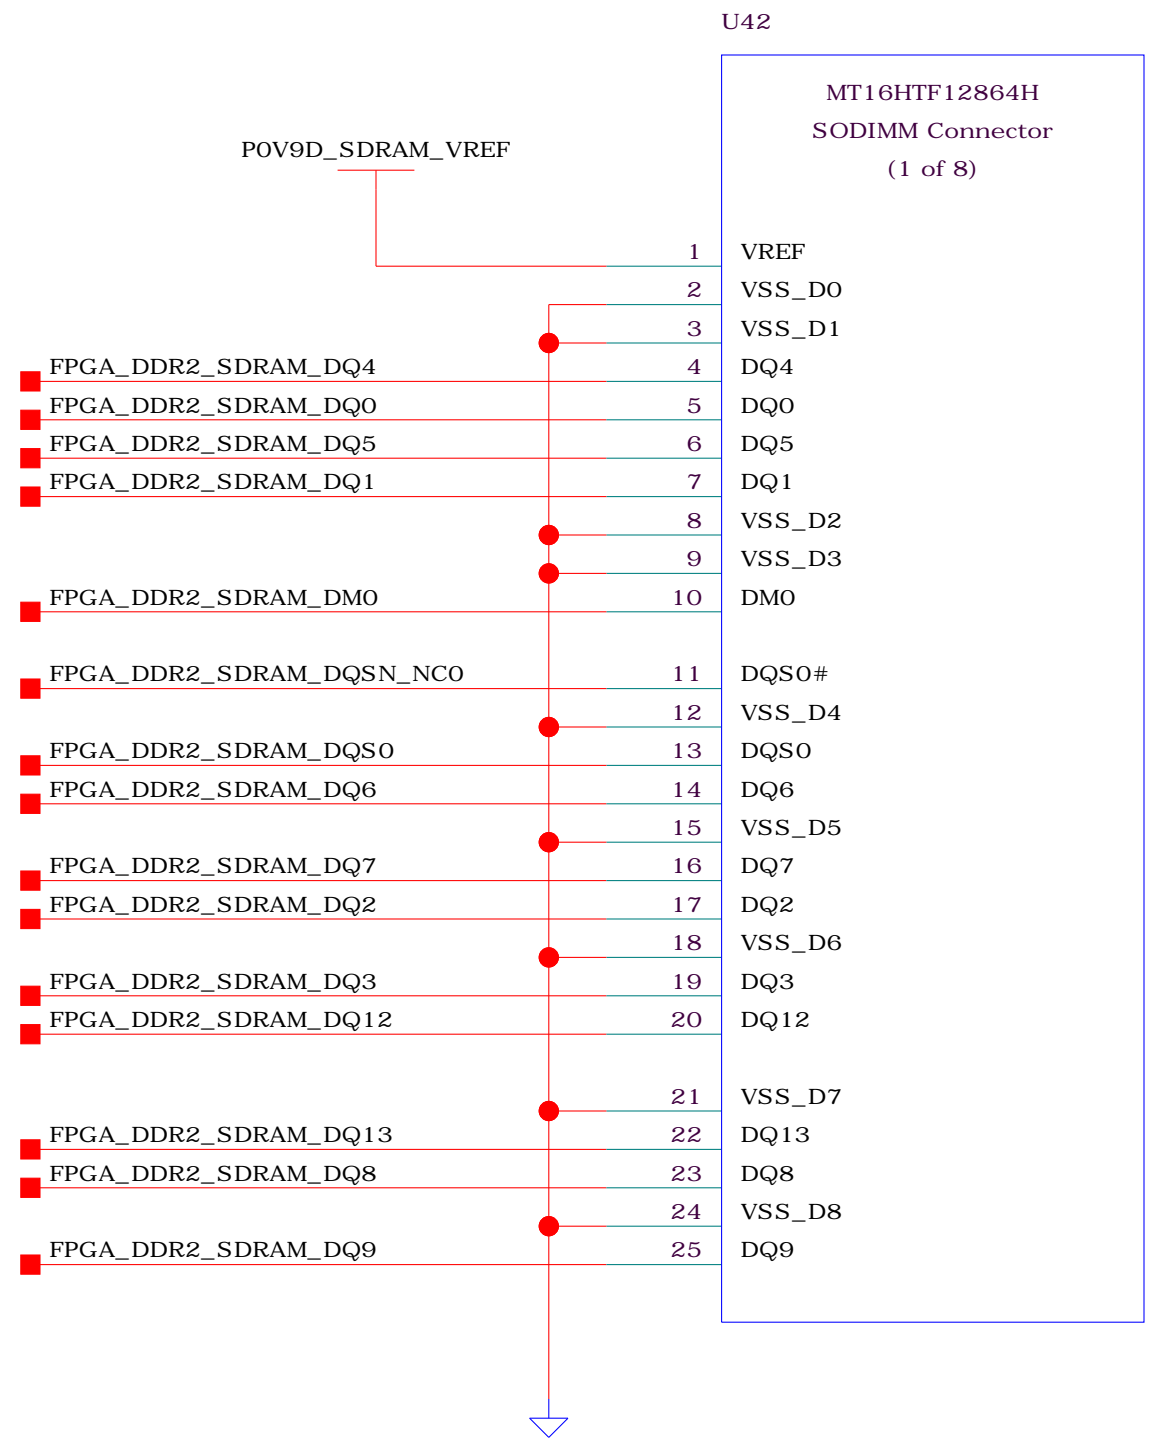 U42
MT16HTF12864H
SODIMM Connector
(1 of 8)
P0V9D_SDRAM_VREF
1 VREF
2 VSS_D0
3 VSS_D1
FPGA_DDR2_SDRAM_DQ4 4 DQ4
FPGA_DDR2_SDRAM_DQ0 5 DQ0
FPGA_DDR2_SDRAM_DQ5 6 DQ5
FPGA_DDR2_SDRAM_DQ1 7 DQ1
8 VSS_D2
9 VSS_D3
FPGA_DDR2_SDRAM_DM0 10 DM0
FPGA_DDR2_SDRAM_DQSN_NC0 11 DQS0#
12 VSS_D4
FPGA_DDR2_SDRAM_DQS0 13 DQS0
FPGA_DDR2_SDRAM_DQ6 14 DQ6
15 VSS_D5
FPGA_DDR2_SDRAM_DQ7 16 DQ7
FPGA_DDR2_SDRAM_DQ2 17 DQ2
18 VSS_D6
FPGA_DDR2_SDRAM_DQ3 19 DQ3
FPGA_DDR2_SDRAM_DQ12 20 DQ12
21 VSS_D7
FPGA_DDR2_SDRAM_DQ13 22 DQ13
FPGA_DDR2_SDRAM_DQ8 23 DQ8
24 VSS_D8
FPGA_DDR2_SDRAM_DQ9 25 DQ9